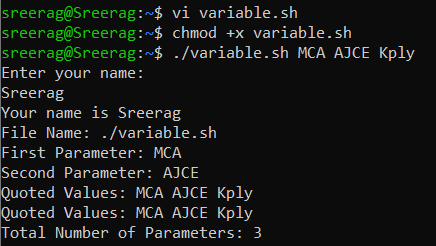 sreerag@Sreerag:~$ vi variable.sh
sreerag@Sreerag:~$ chmod +x variable.sh
sreerag@Sreerag:~$ ./variable.sh MCA AJCE Kply
Enter your name:
Sreerag
Your name is Sreerag
File Name: ./variable.sh
First Parameter: MCA
Second Parameter: AJCE
Quoted Values: MCA AJCE Kply
Quoted Values: MCA AJCE Kply
Total Number of Parameters: 3